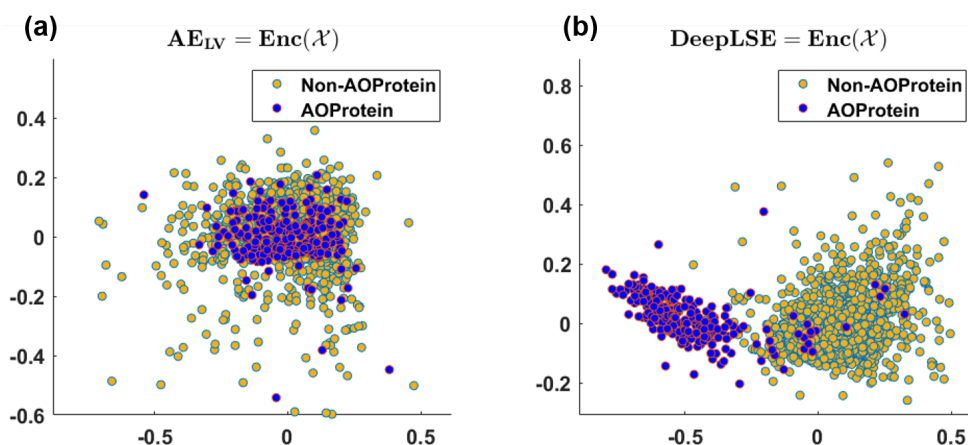 (a)
AE_LV = Enc(𝒳)
Non-AOProtein
AOProtein
0.4
0.2
0
-0.2
-0.4
-0.6
-0.5 0 0.5
(b)
DeepLSE = Enc(𝒳)
Non-AOProtein
AOProtein
0.8
0.6
0.4
0.2
0
-0.2
-0.5 0 0.5